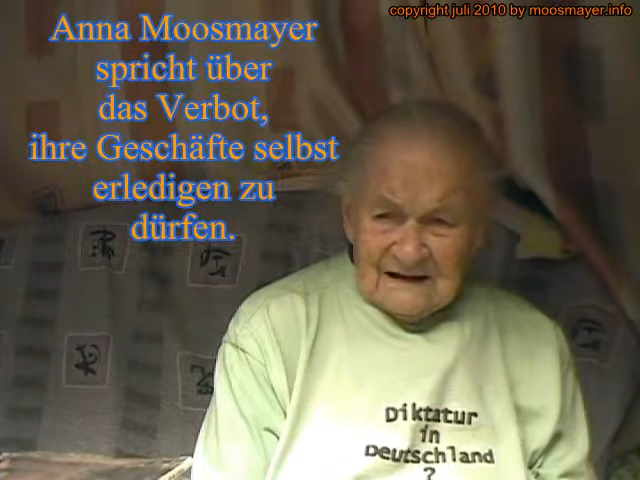 copyright juli 2010 by moosmayer.info
Anna Moosmayer
spricht über
das Verbot,
ihre Geschäfte selbst
erledigen zu
dürfen.
Diktatur
in
Deutschland
?